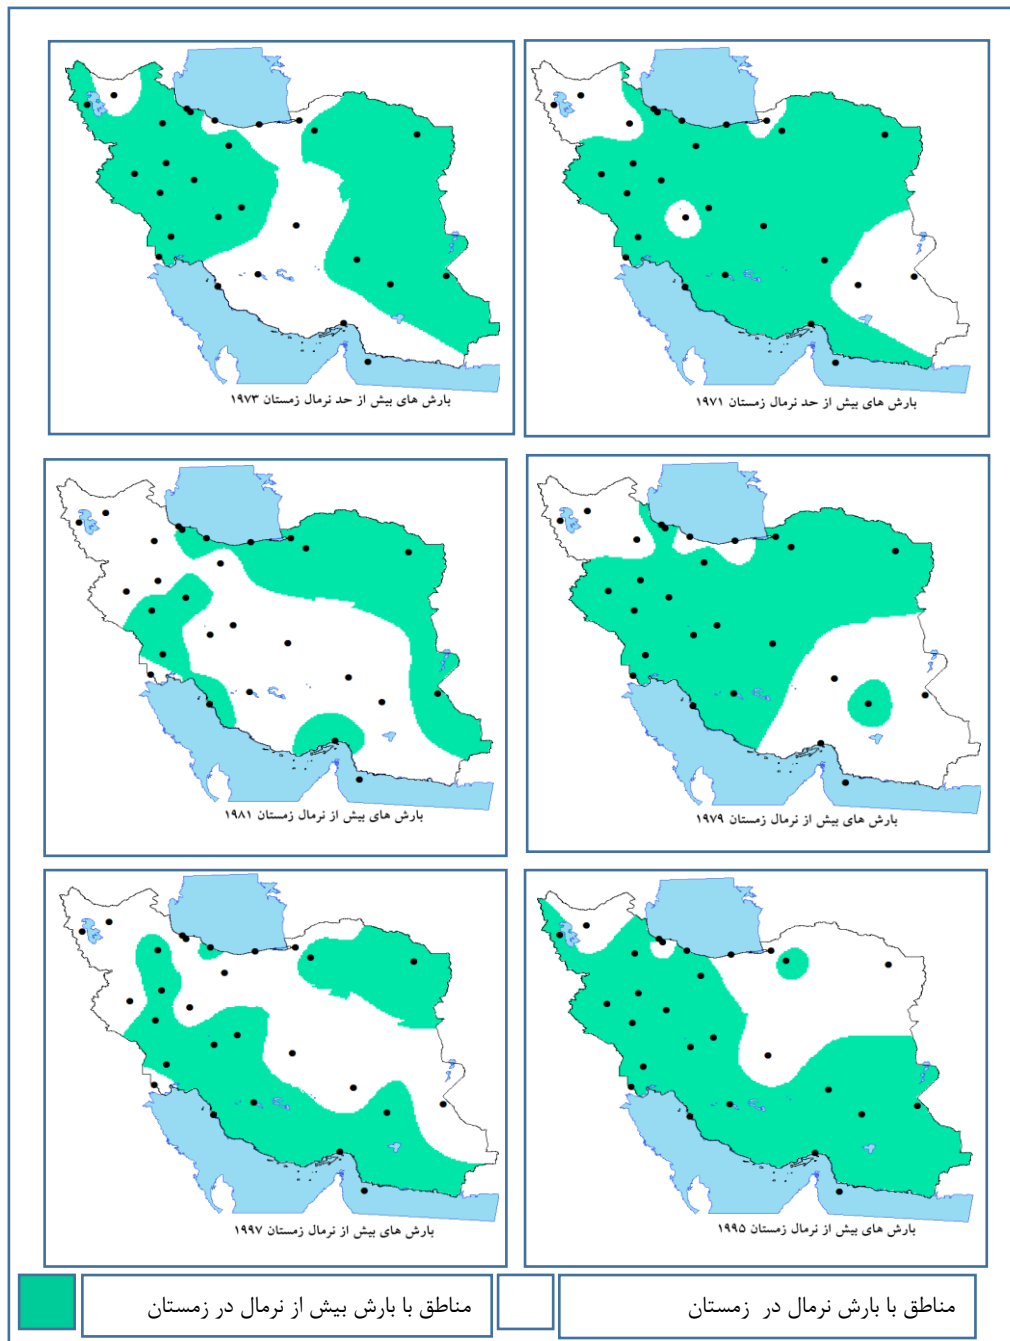 بارش های بیش از حد نرمال زمستان ۱۹۷۱
بارش های بیش از حد نرمال زمستان ۱۹۷۳
بارش های بیش از نرمال زمستان ۱۹۷۹
بارش های بیش از نرمال زمستان ۱۹۸۱
بارش های بیش از نرمال زمستان ۱۹۹۵
بارش های بیش از نرمال زمستان ۱۹۹۷
مناطق با بارش نرمال در زمستان
مناطق با بارش بیش از نرمال در زمستان